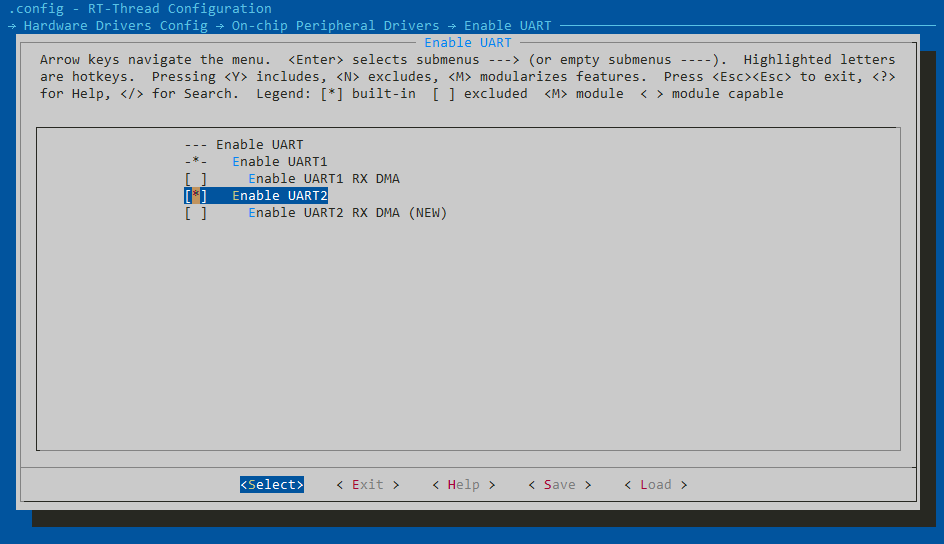 .config - RT-Thread Configuration
→ Hardware Drivers Config → On-chip Peripheral Drivers → Enable UART
Enable UART
Arrow keys navigate the menu.  <Enter> selects submenus ---> (or empty submenus ----).  Highlighted letters
are hotkeys.  Pressing <Y> includes, <N> excludes, <M> modularizes features.  Press <Esc><Esc> to exit, <?>
for Help, </> for Search.  Legend: [*] built-in  [ ] excluded  <M> module  < > module capable
--- Enable UART
-*-   Enable UART1
[ ]     Enable UART1 RX DMA
[*]   Enable UART2
[ ]     Enable UART2 RX DMA (NEW)
<Select>    < Exit >    < Help >    < Save >    < Load >